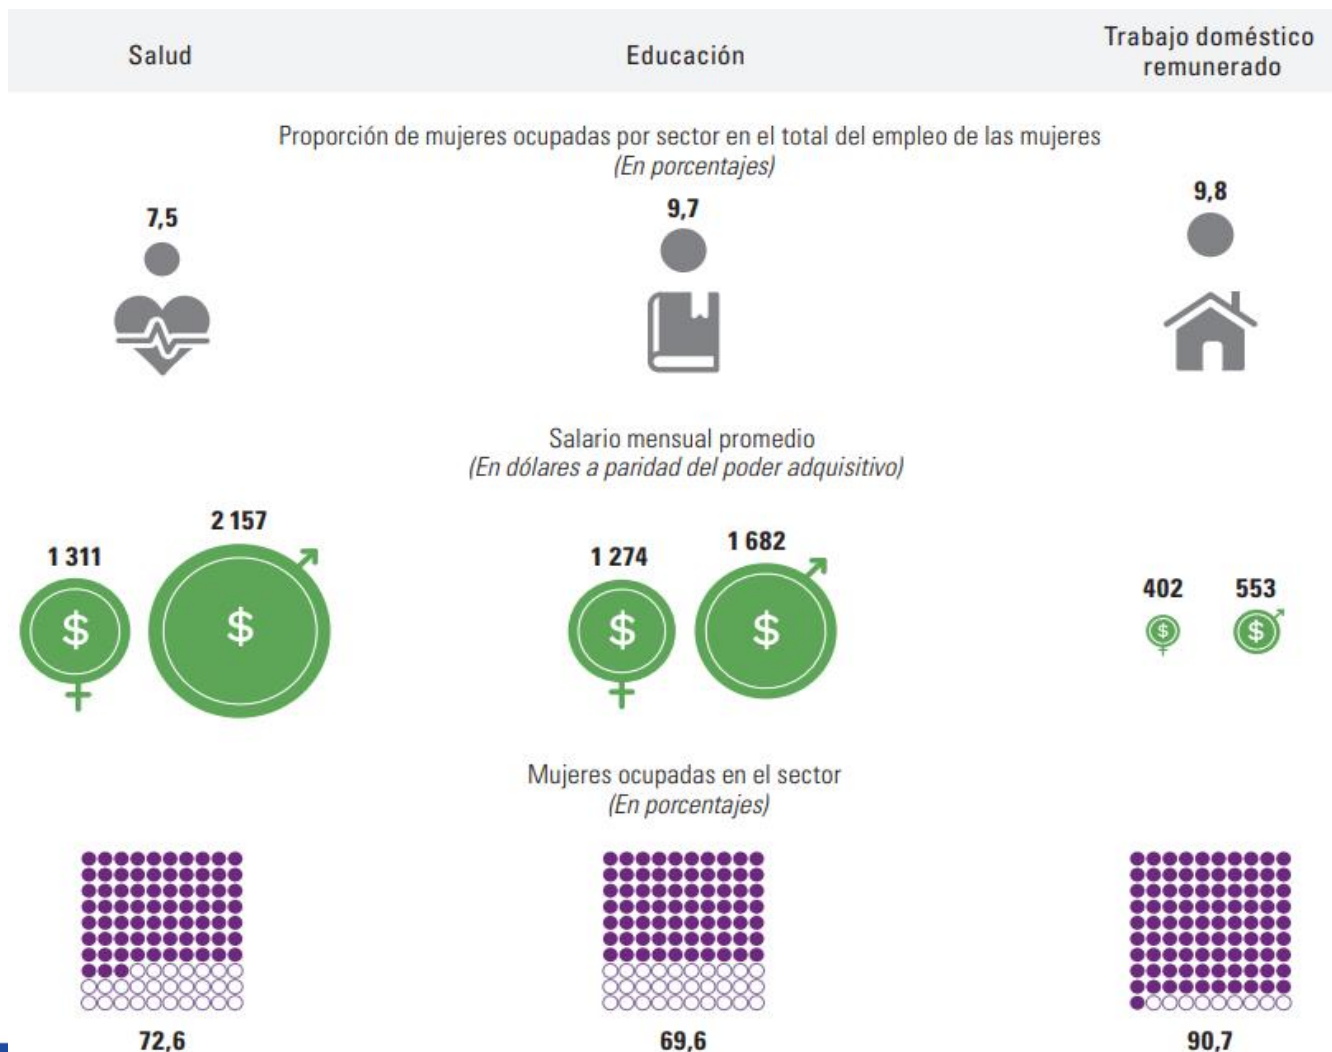 Salud
Educación
Trabajo doméstico
remunerado
Proporción de mujeres ocupadas por sector en el total del empleo de las mujeres
(En porcentajes)
7,5
9,7
9,8
Salario mensual promedio
(En dólares a paridad del poder adquisitivo)
1 311
2 157
1 274
1 682
402
553
$
$
$
$
$
$
Mujeres ocupadas en el sector
(En porcentajes)
72,6
69,6
90,7